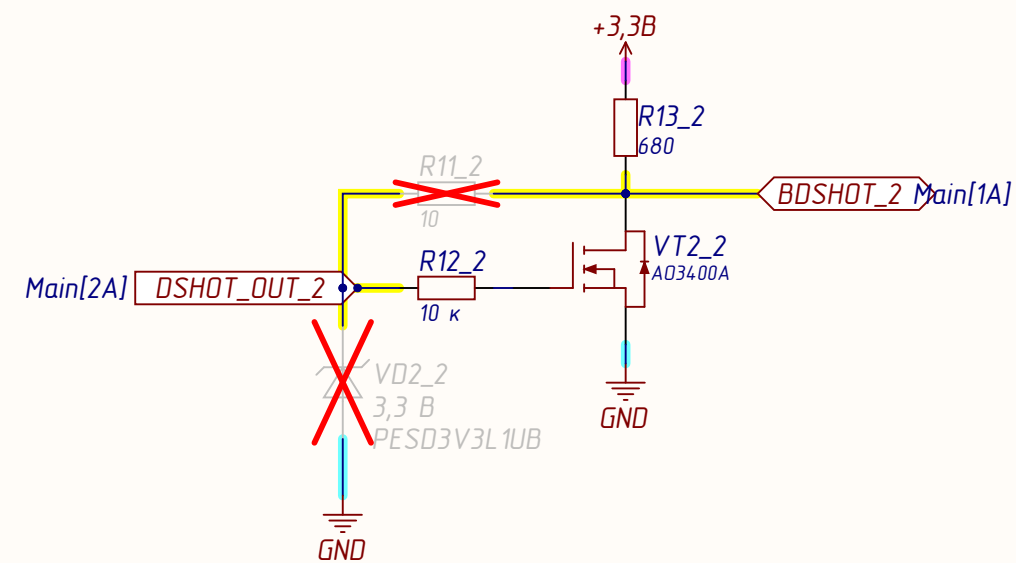 +3,3В
R13_2
680
R11_2
10
BDSHOT_2 Main[1A]
VT2_2
AO3400A
R12_2
10 к
Main[2A] DSHOT_OUT_2
VD2_2
3,3 В
PESD3V3L1UB
GND
GND